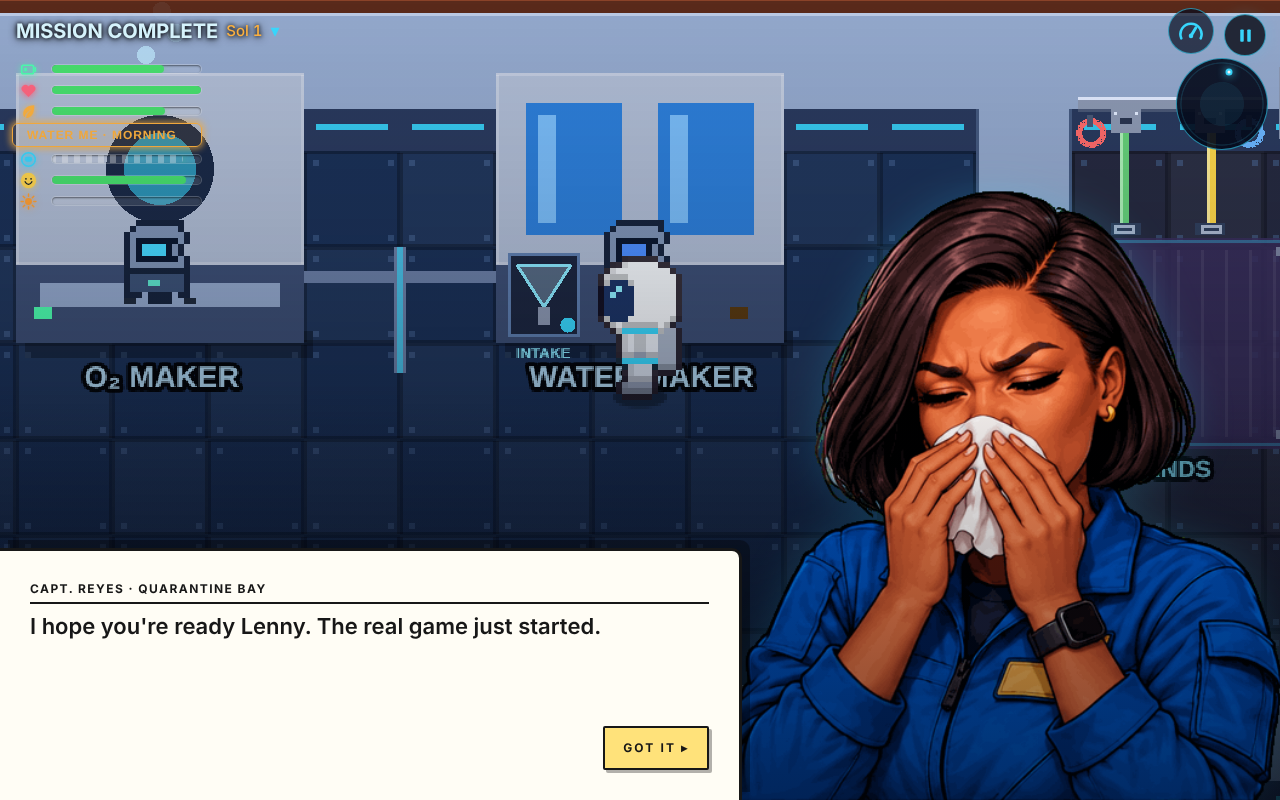 MISSION COMPLETE Sol 1 ▼
WATER ME · MORNING
INTAKE
O₂ MAKER
WATER MAKER
CAPT. REYES · QUARANTINE BAY
I hope you're ready Lenny. The real game just started.
GOT IT ▸